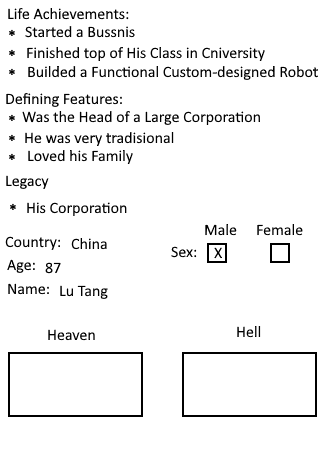 Life Achievements:
* Started a Bussnis
* Finished top of His Class in Cniversity
* Builded a Functional Custom-designed Robot
Defining Features:
* Was the Head of a Large Corporation
* He was very tradisional
* Loved his Family
Legacy
* His Corporation
Male Female
Country: China
Sex: X
Age: 87
Name: Lu Tang
Heaven Hell